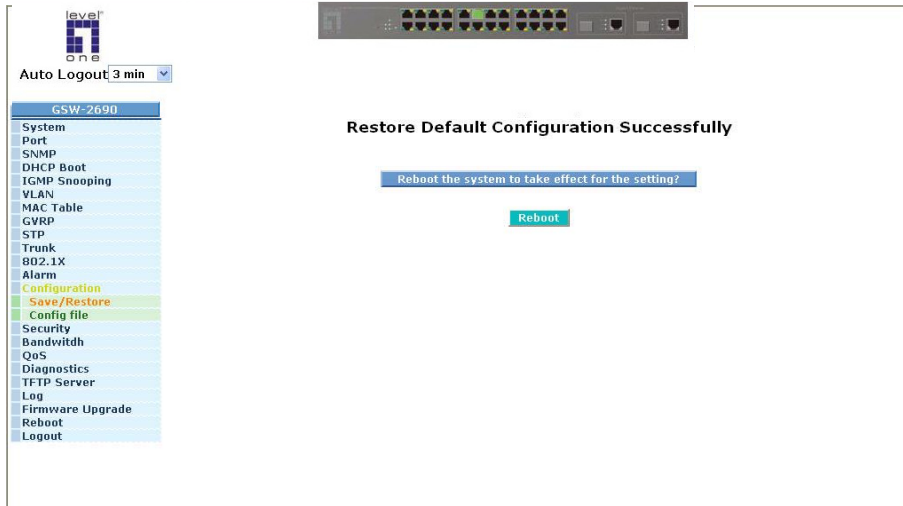 level
one
Auto Logout 3 min
GSW-2690
System
Port
SNMP
DHCP Boot
IGMP Snooping
VLAN
MAC Table
GVRP
STP
Trunk
802.1X
Alarm
Configuration
Save/Restore
Config file
Security
Bandwitdh
QoS
Diagnostics
TFTP Server
Log
Firmware Upgrade
Reboot
Logout
Restore Default Configuration Successfully
Reboot the system to take effect for the setting?
Reboot